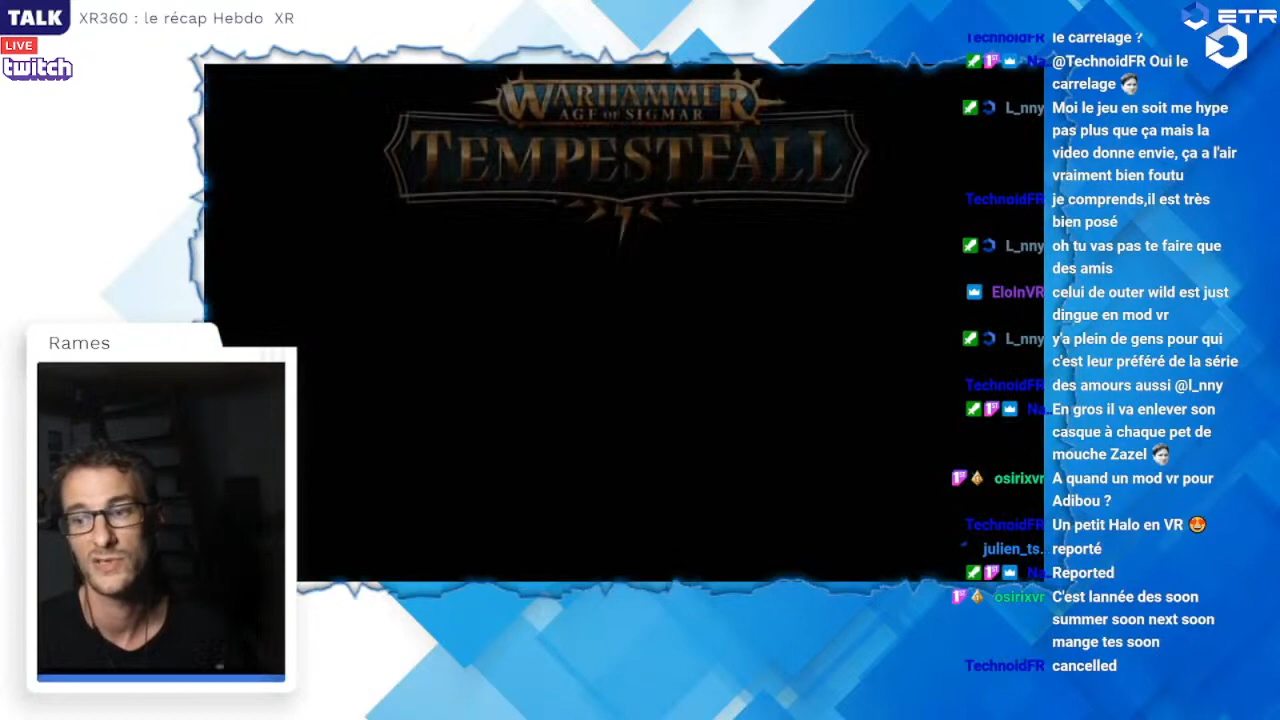 TALK
XR360 : le récap Hebdo XR
LIVE
twitch
ETR
WARHAMMER
AGE OF SIGMAR
TEMPESTFALL
Rames
TechnoidFR le carrelage ?
Na.. @TechnoidFR Oui le
carrelage
L_nny Moi le jeu en soit me hype
pas plus que ça mais la
video donne envie, ça a l'air
vraiment bien foutu
TechnoidFR je comprends,il est très
bien posé
L_nny oh tu vas pas te faire que
des amis
EloInVR celui de outer wild est just
dingue en mod vr
L_nny y'a plein de gens pour qui
c'est leur préféré de la série
TechnoidFR des amours aussi @l_nny
Na.. En gros il va enlever son
casque à chaque pet de
mouche Zazel
osirixvr A quand un mod vr pour
Adibou ?
TechnoidFR Un petit Halo en VR
julien_ts.. reporté
Na.. Reported
osirixvr C'est lannée des soon
summer soon next soon
mange tes soon
TechnoidFR cancelled